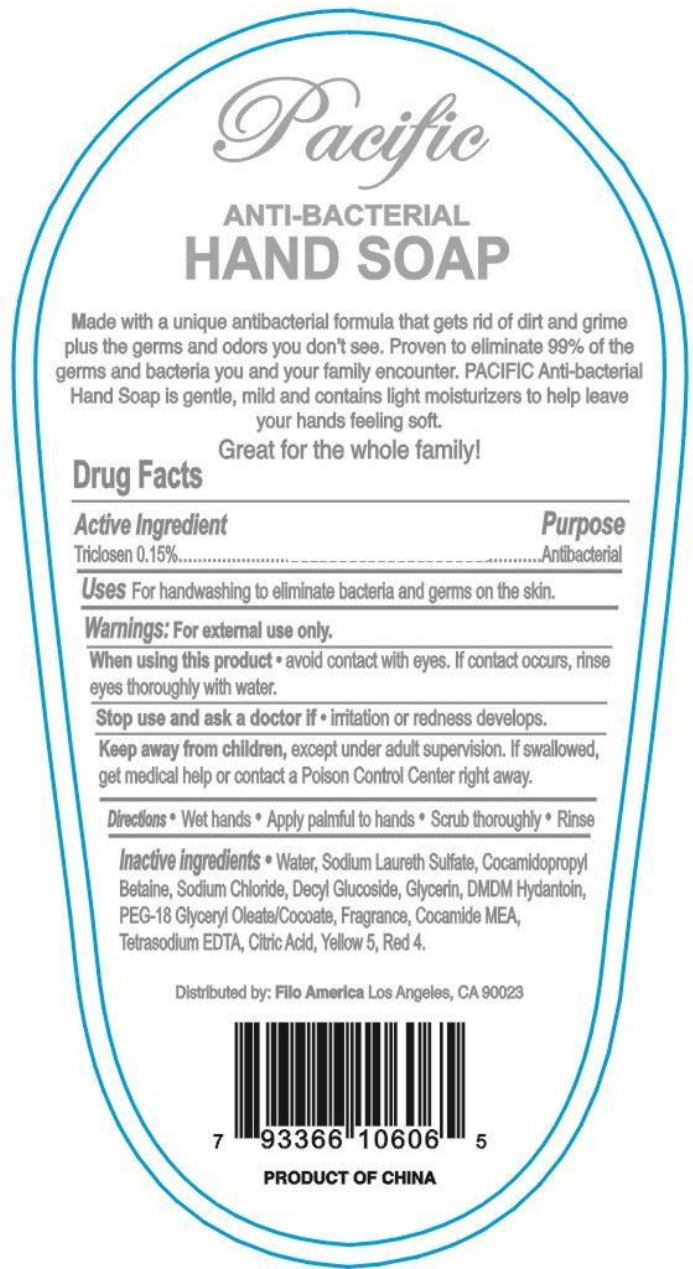 Pacific
ANTI-BACTERIAL
HAND SOAP
Made with a unique antibacterial formula that gets rid of dirt and grime
plus the germs and odors you don't see. Proven to eliminate 99% of the
germs and bacteria you and your family encounter. PACIFIC Anti-bacterial
Hand Soap is gentle, mild and contains light moisturizers to help leave
your hands feeling soft.
Great for the whole family!
Drug Facts
Active Ingredient Purpose
Triclosen 0.15%..........Antibacterial
Uses For handwashing to eliminate bacteria and germs on the skin.
Warnings: For external use only.
When using this product • avoid contact with eyes. If contact occurs, rinse
eyes thoroughly with water.
Stop use and ask a doctor if • irritation or redness develops.
Keep away from children, except under adult supervision. If swallowed,
get medical help or contact a Poison Control Center right away.
Directions • Wet hands • Apply palmful to hands • Scrub thoroughly • Rinse
Inactive ingredients • Water, Sodium Laureth Sulfate, Cocamidopropyl
Betaine, Sodium Chloride, Decyl Glucoside, Glycerin, DMDM Hydantoin,
PEG-18 Glyceryl Oleate/Cocoate, Fragrance, Cocamide MEA,
Tetrasodium EDTA, Citric Acid, Yellow 5, Red 4.
Distributed by: Filo America Los Angeles, CA 90023
7 93366 10606 5
PRODUCT OF CHINA